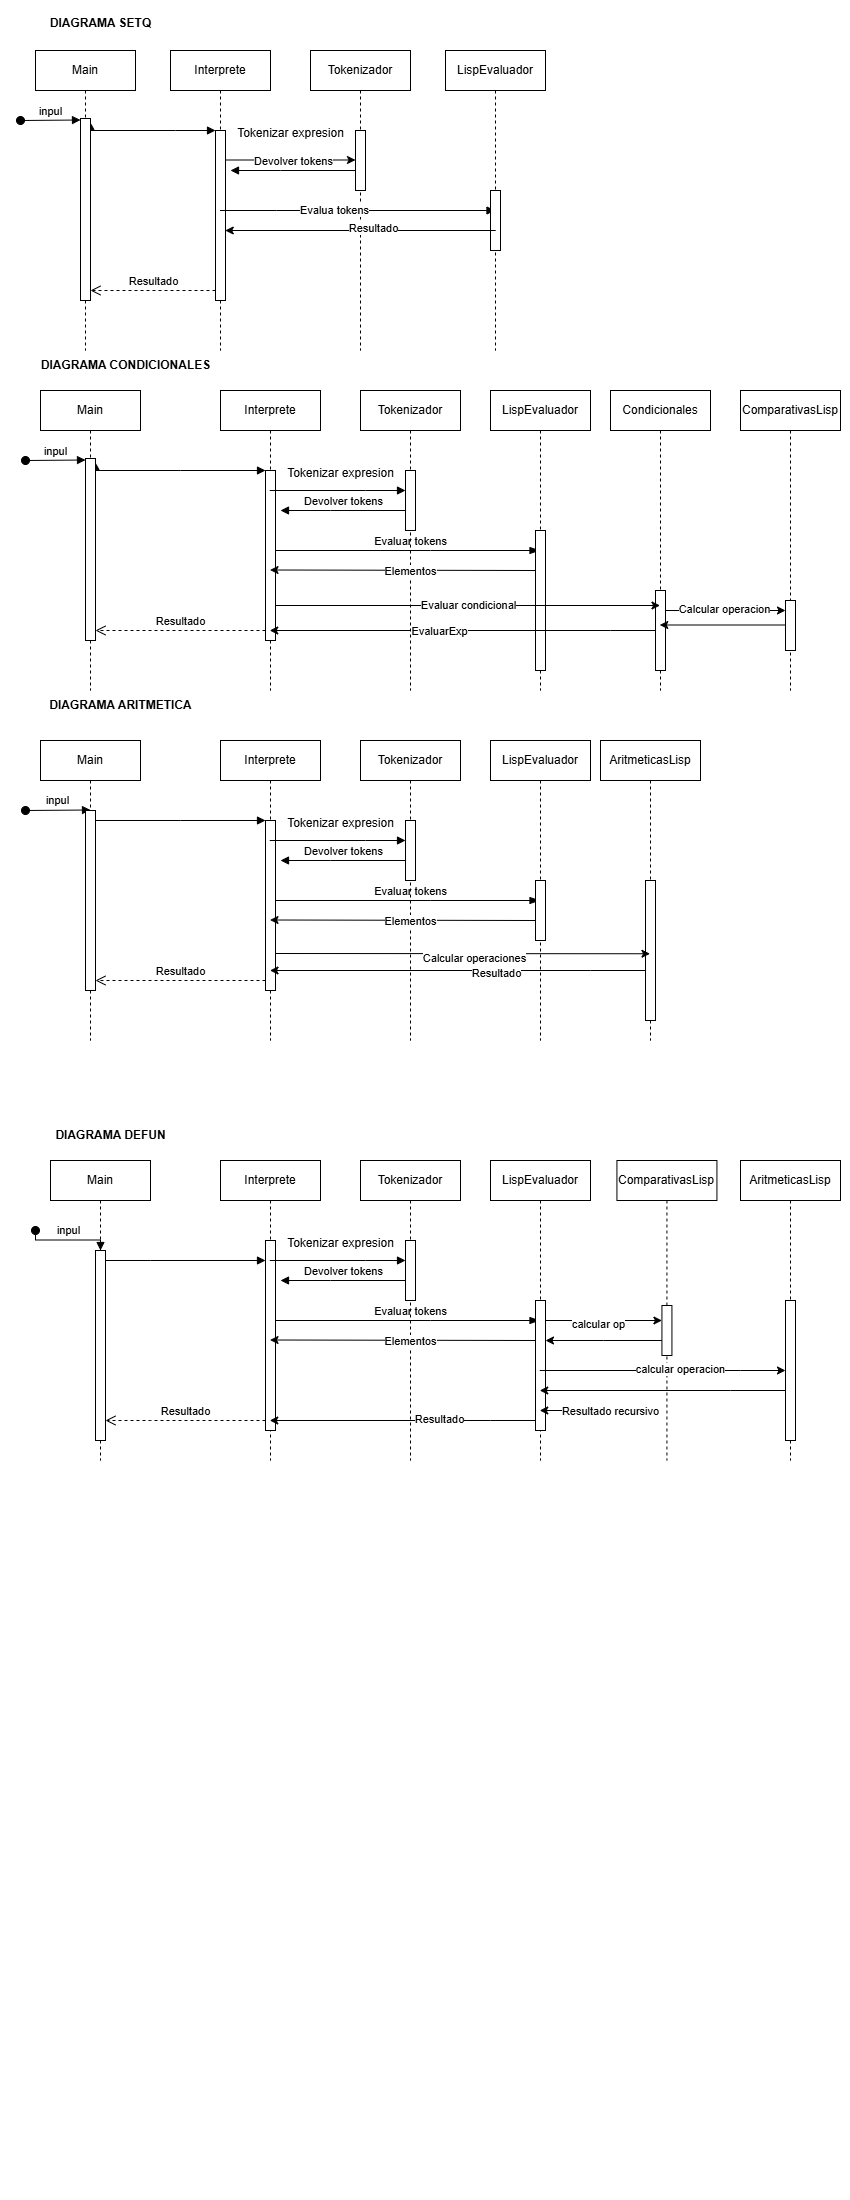 DIAGRAMA SETQ
Main
Interprete
Tokenizador
LispEvaluador
inpul
Tokenizar expresion
Devolver tokens
Evalua tokens
Resultado
Resultado
DIAGRAMA CONDICIONALES
Main
Interprete
Tokenizador
LispEvaluador
Condicionales
ComparativasLisp
inpul
Tokenizar expresion
Devolver tokens
Evaluar tokens
Elementos
Evaluar condicional
Calcular operacion
Resultado
EvaluarExp
DIAGRAMA ARITMETICA
Main
Interprete
Tokenizador
LispEvaluador
AritmeticasLisp
inpul
Tokenizar expresion
Devolver tokens
Evaluar tokens
Elementos
Calcular operaciones
Resultado
Resultado
DIAGRAMA DEFUN
Main
Interprete
Tokenizador
LispEvaluador
ComparativasLisp
AritmeticasLisp
inpul
Tokenizar expresion
Devolver tokens
Evaluar tokens
calcular op
Elementos
calcular operacion
Resultado
Resultado recursivo
Resultado